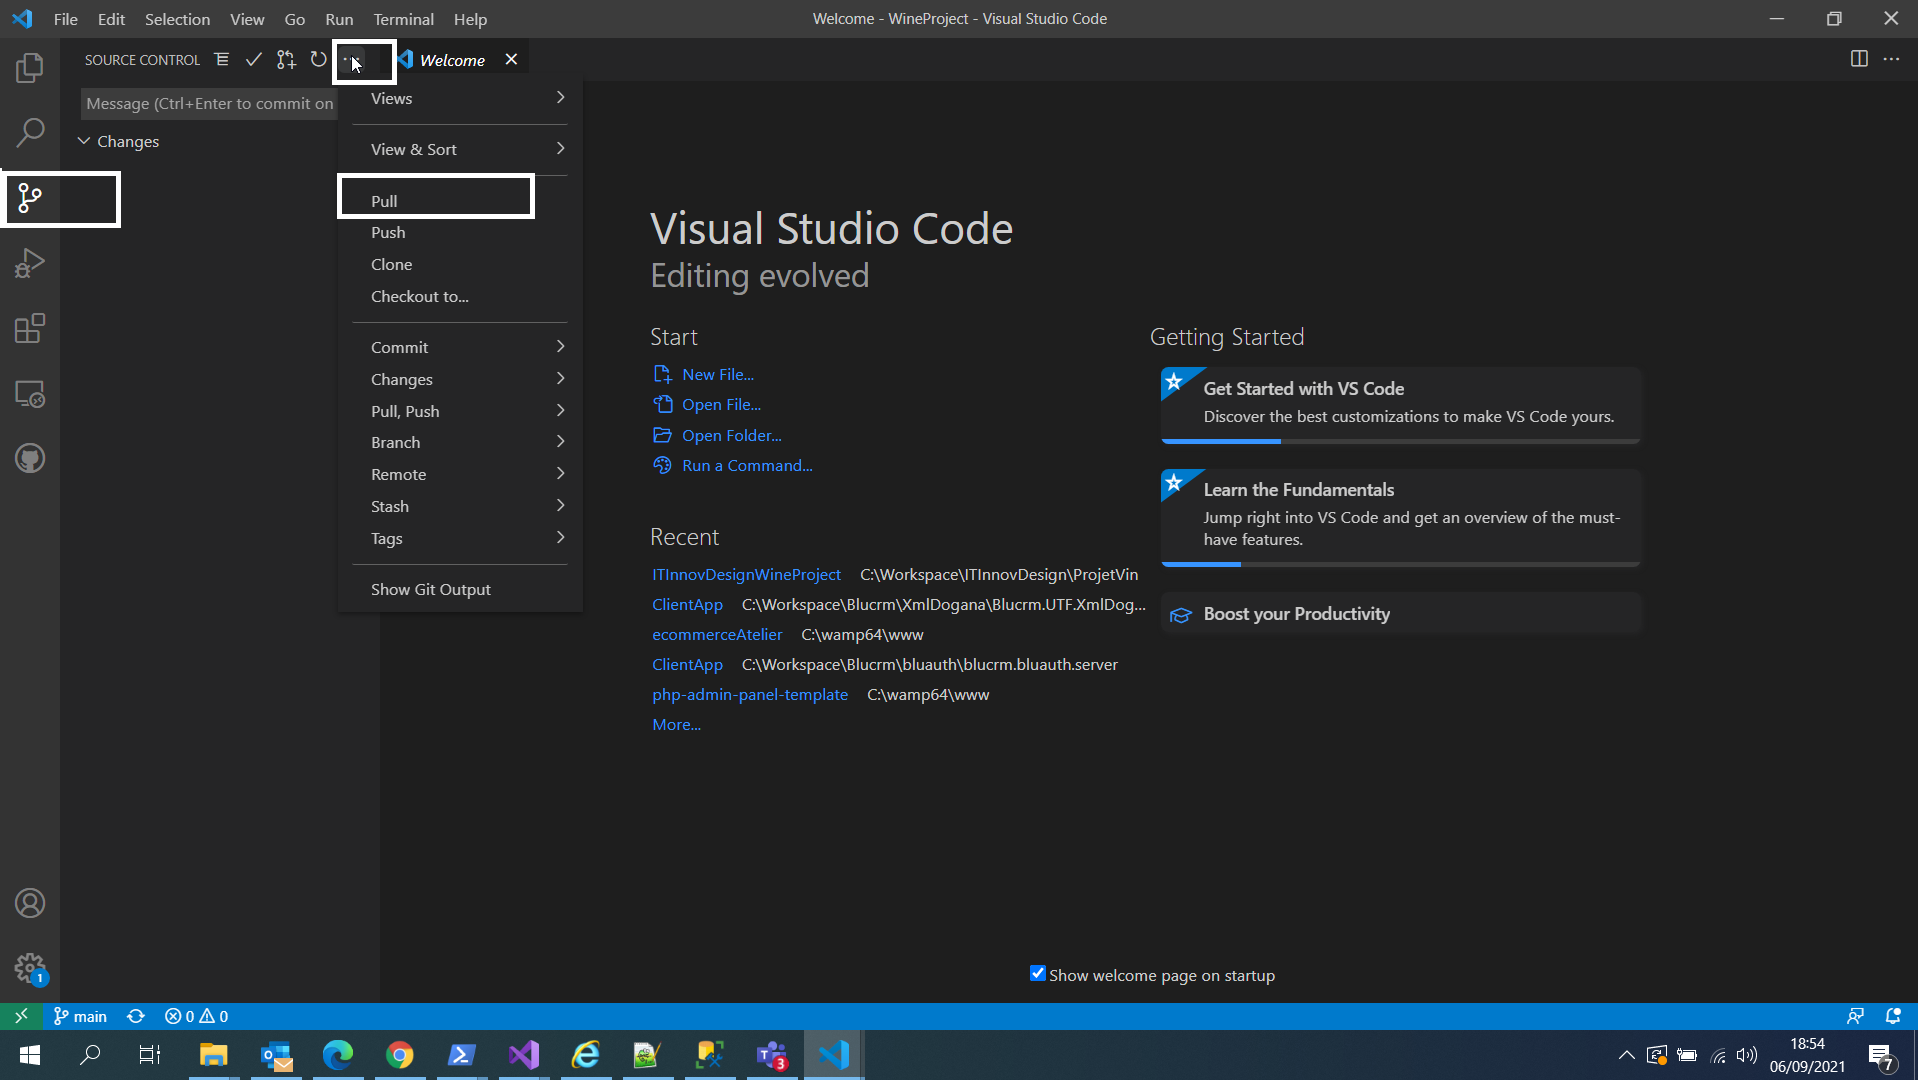 File Edit Selection View Go Run Terminal Help
Welcome - WineProject - Visual Studio Code
SOURCE CONTROL
Welcome
Message (Ctrl+Enter to commit on
Changes
Views
View & Sort
Pull
Push
Clone
Checkout to...
Commit
Changes
Pull, Push
Branch
Remote
Stash
Tags
Show Git Output
Visual Studio Code
Editing evolved
Start
New File...
Open File...
Open Folder...
Run a Command...
Recent
ITInnovDesignWineProject C:\Workspace\ITInnovDesign\ProjetVin
ClientApp C:\Workspace\Blucrm\XmlDogana\Blucrm.UTF.XmlDog...
ecommerceAtelier C:\wamp64\www
ClientApp C:\Workspace\Blucrm\bluauth\blucrm.bluauth.server
php-admin-panel-template C:\wamp64\www
More...
Getting Started
Get Started with VS Code
Discover the best customizations to make VS Code yours.
Learn the Fundamentals
Jump right into VS Code and get an overview of the must-
have features.
Boost your Productivity
Show welcome page on startup
1
main 0 0
3
18:54
06/09/2021
7